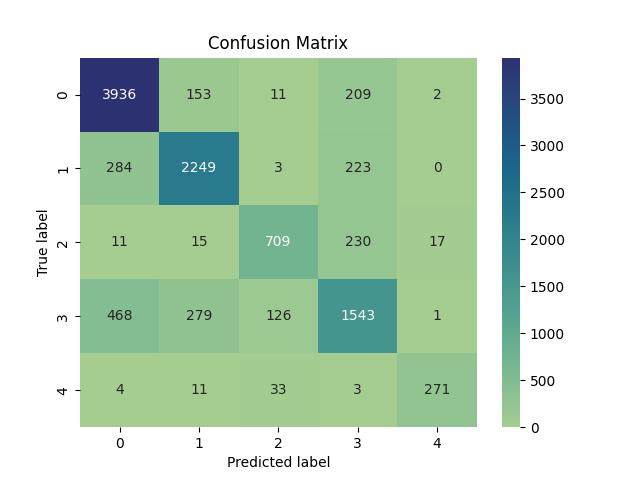 Confusion Matrix
0 3936 153 11 209 2
1 284 2249 3 223 0
2 11 15 709 230 17
3 468 279 126 1543 1
4 4 11 33 3 271
0 1 2 3 4
Predicted label
True label
3500
3000
2500
2000
1500
1000
500
0